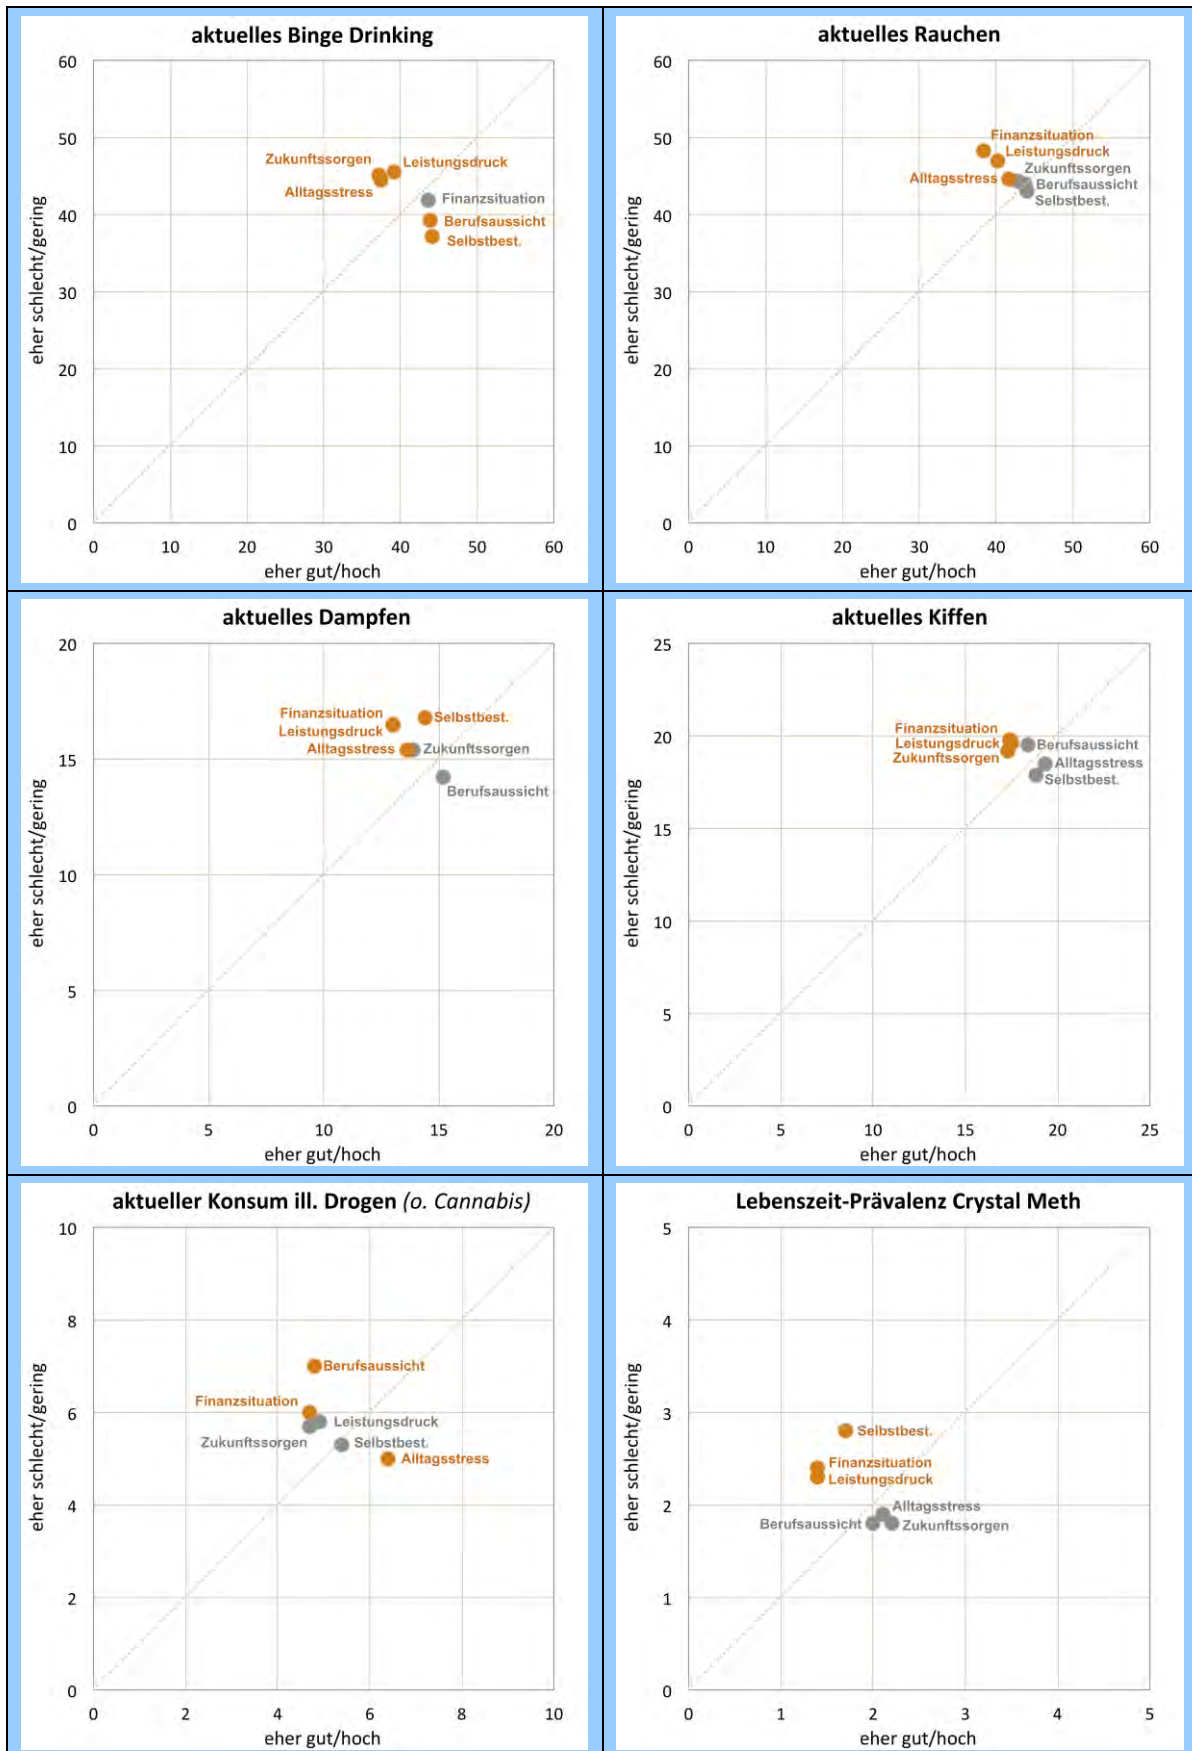 aktuelles Binge Drinking
60
50
40
30
20
10
0
eher schlecht/gering
Zukunftssorgen
Leistungsdruck
Alltagsstress
Finanzsituation
Berufsaussicht
Selbstbest.
0 10 20 30 40 50 60
eher gut/hoch
aktuelles Rauchen
60
50
40
30
20
10
0
eher schlecht/gering
Finanzsituation
Leistungsdruck
Zukunftssorgen
Alltagsstress
Berufsaussicht
Selbstbest.
0 10 20 30 40 50 60
eher gut/hoch
aktuelles Dampfen
20
15
10
5
0
eher schlecht/gering
Finanzsituation
Selbstbest.
Leistungsdruck
Alltagsstress
Zukunftssorgen
Berufsaussicht
0 5 10 15 20
eher gut/hoch
aktuelles Kiffen
25
20
15
10
5
0
eher schlecht/gering
Finanzsituation
Leistungsdruck
Berufsaussicht
Zukunftssorgen
Alltagsstress
Selbstbest.
0 5 10 15 20 25
eher gut/hoch
aktueller Konsum ill. Drogen (o. Cannabis)
10
8
6
4
2
0
eher schlecht/gering
Berufsaussicht
Finanzsituation
Leistungsdruck
Zukunftssorgen
Selbstbest.
Alltagsstress
0 2 4 6 8 10
eher gut/hoch
Lebenszeit-Prävalenz Crystal Meth
5
4
3
2
1
0
eher schlecht/gering
Selbstbest.
Finanzsituation
Leistungsdruck
Alltagsstress
Berufsaussicht
Zukunftssorgen
0 1 2 3 4 5
eher gut/hoch